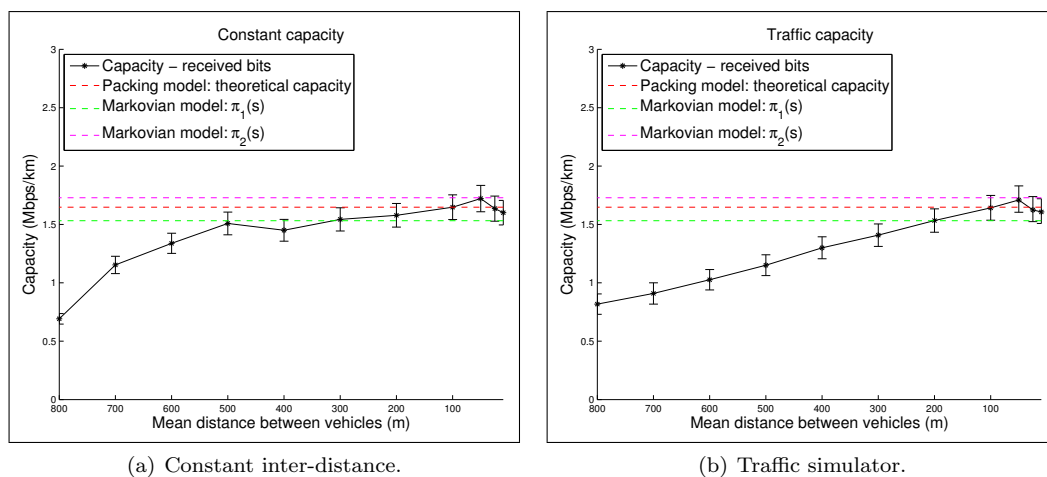 Constant capacity
3
2.5
2
1.5
1
0.5
0
Capacity (Mbps/km)
Capacity − received bits
Packing model: theoretical capacity
Markovian model: π1(s)
Markovian model: π2(s)
800 700 600 500 400 300 200 100
Mean distance between vehicles (m)
(a) Constant inter-distance.
Traffic capacity
3
2.5
2
1.5
1
0.5
0
Capacity (Mbps/km)
Capacity − received bits
Packing model: theoretical capacity
Markovian model: π1(s)
Markovian model: π2(s)
800 700 600 500 400 300 200 100
Mean distance between vehicles (m)
(b) Traffic simulator.